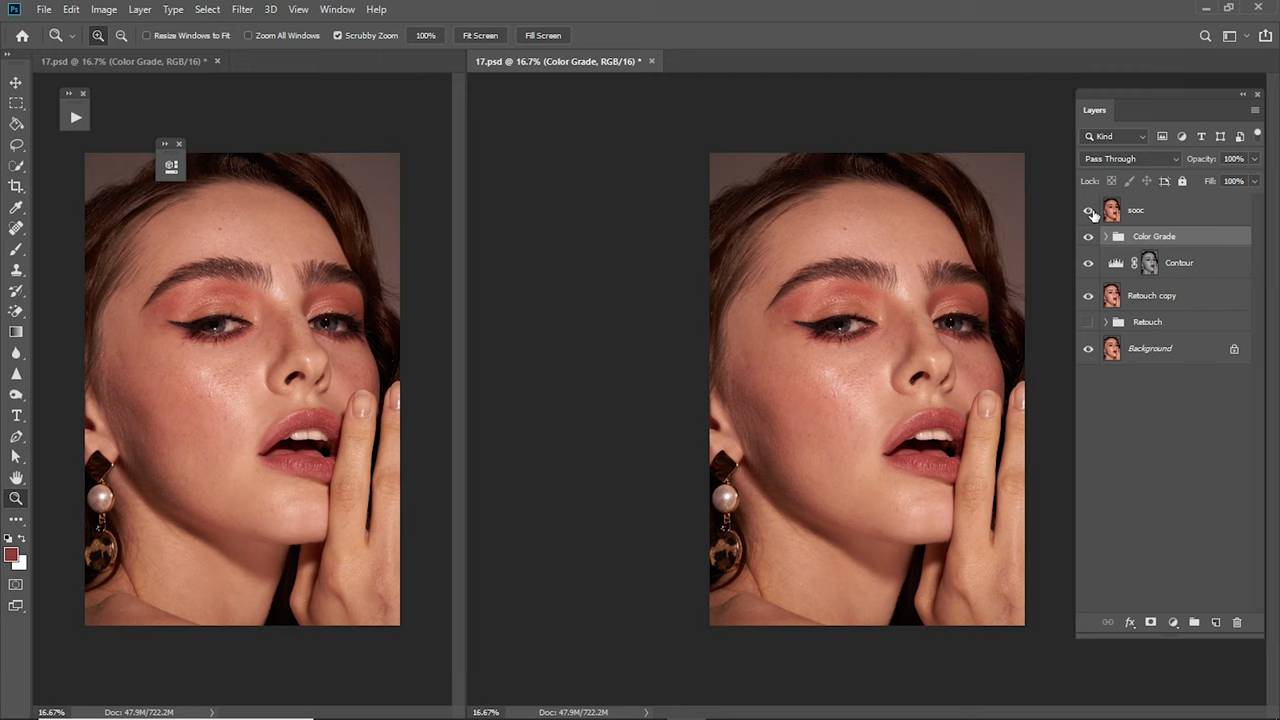 Ps File Edit Image Layer Type Select Filter 3D View Window Help
Resize Windows to Fit Zoom All Windows Scrubby Zoom 100% Fit Screen Fill Screen
17.psd @ 16.7% (Color Grade, RGB/16) * 17.psd @ 16.7% (Color Grade, RGB/16) *
Layers
Kind
Pass Through Opacity: 100%
Lock: Fill: 100%
sooc
Color Grade
Contour
Retouch copy
Retouch
Background
fx
16.67% Doc: 47.9M/722.2M 16.67% Doc: 47.9M/722.2M